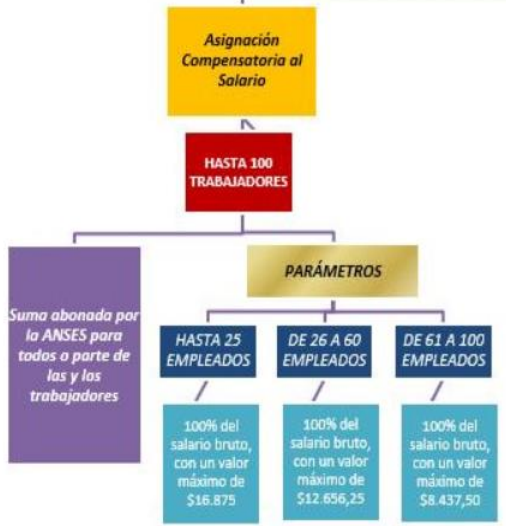 Asignación
Compensatoria al
Salario
HASTA 100
TRABAJADORES
Suma abonada por
la ANSES para
todos o parte de
las y los
trabajadores
PARÁMETROS
HASTA 25
EMPLEADOS
DE 26 A 60
EMPLEADOS
DE 61 A 100
EMPLEADOS
100% del
salario bruto,
con un valor
máximo de
$16.875
100% del
salario bruto,
con un valor
máximo de
$12.656,25
100% del
salario bruto,
con un valor
máximo de
$8.437,50